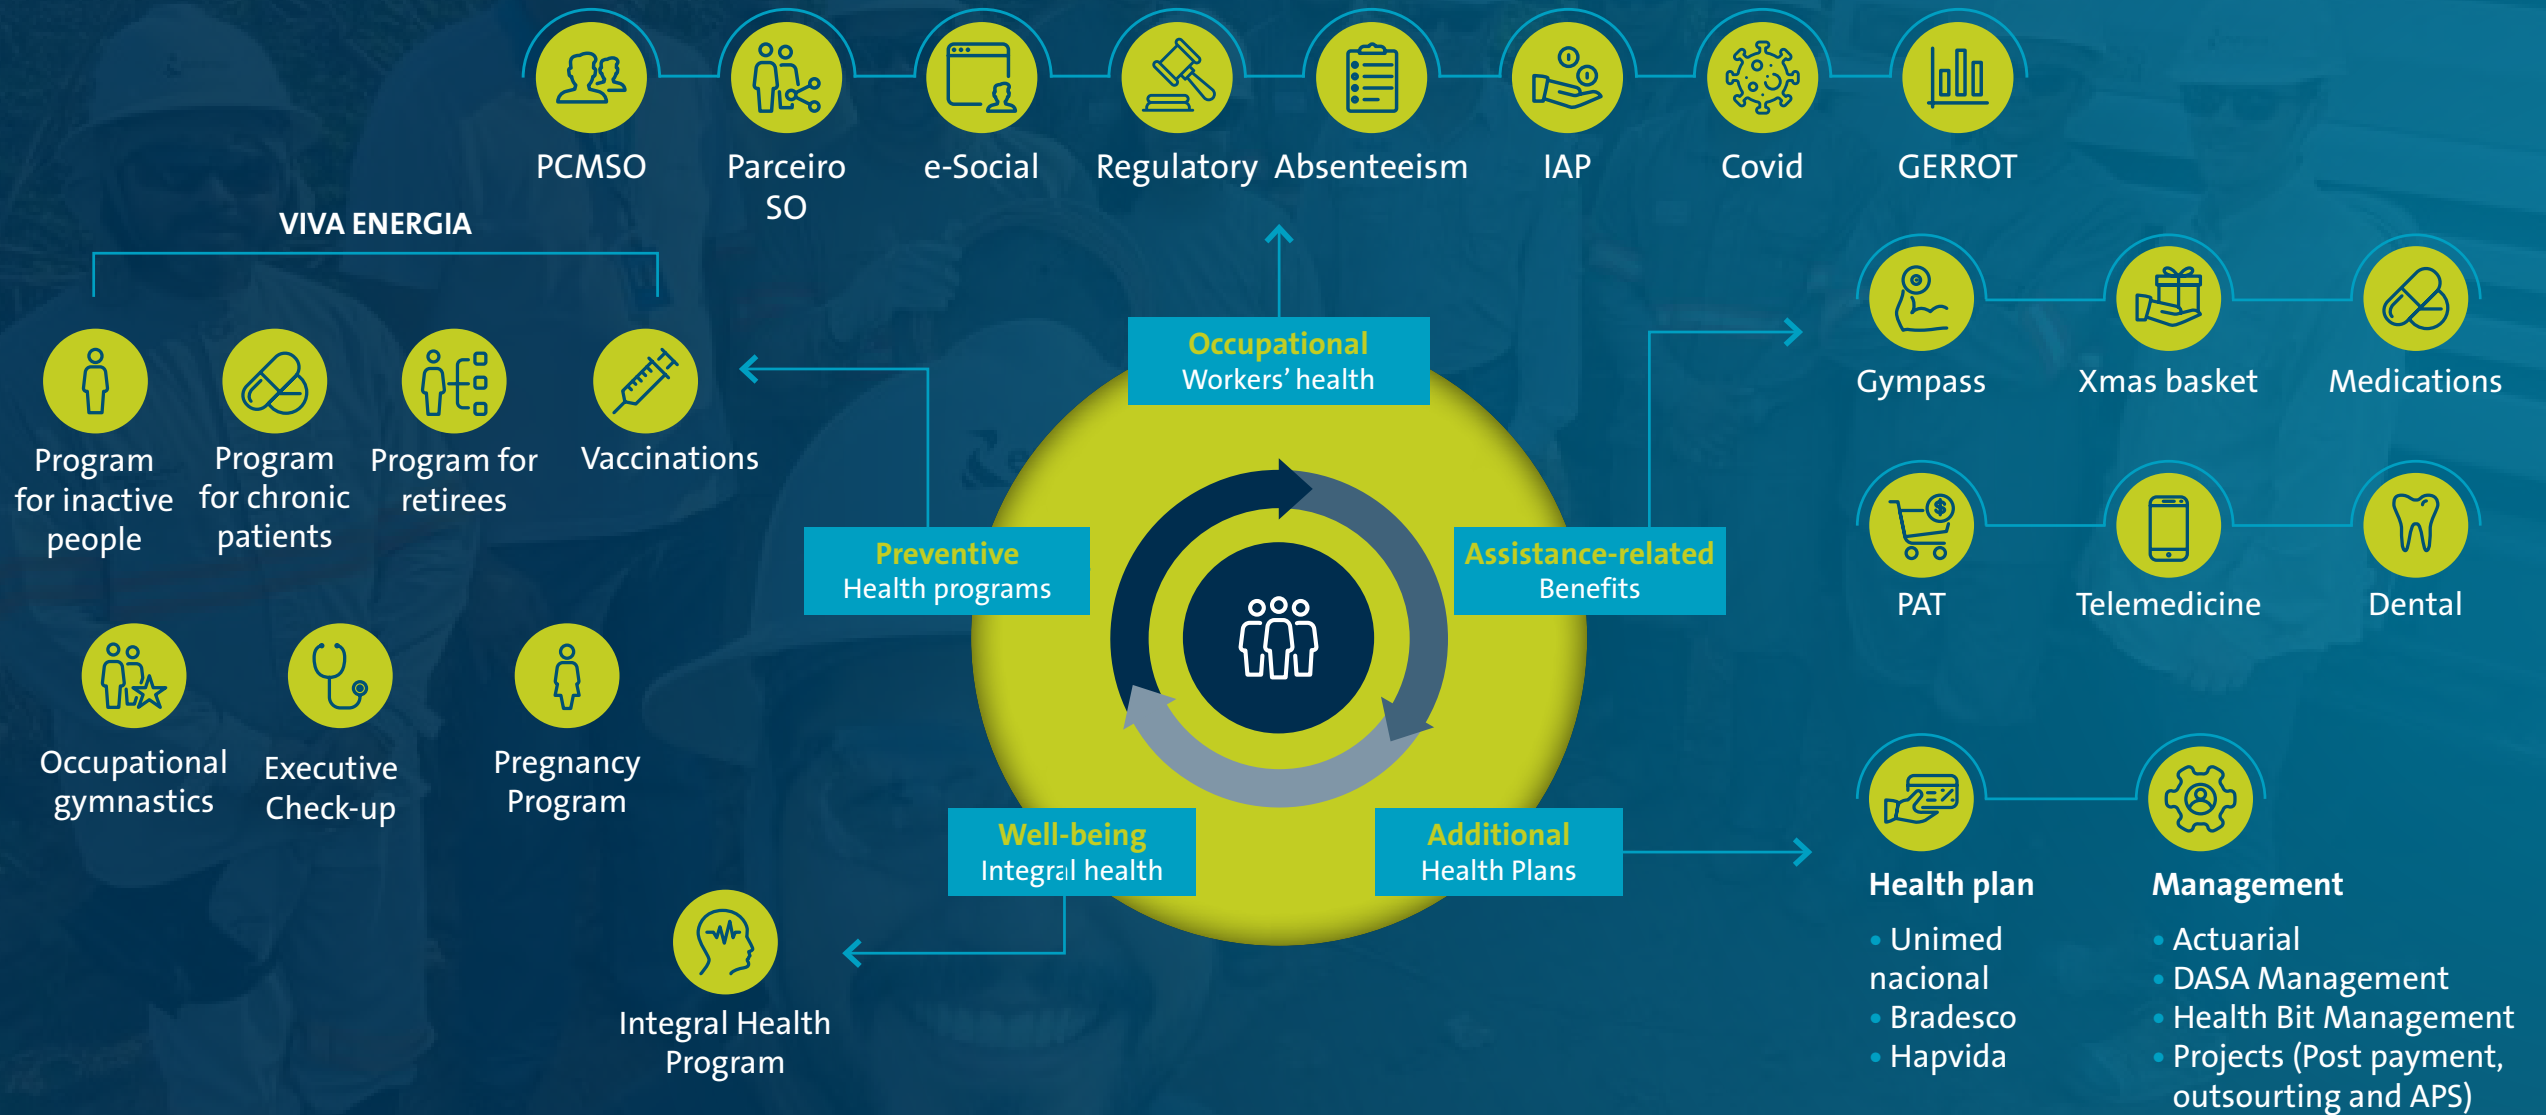 PCMSO
Parceiro
SO
e-Social
Regulatory
Absenteeism
IAP
Covid
GERROT
VIVA ENERGIA
Program
for inactive
people
Program
for chronic
patients
Program for
retirees
Vaccinations
Occupational
gymnastics
Executive
Check-up
Pregnancy
Program
Occupational
Workers' health
Preventive
Health programs
Assistance-related
Benefits
Well-being
Integral health
Additional
Health Plans
Integral Health
Program
Gympass
Xmas basket
Medications
PAT
Telemedicine
Dental
Health plan
• Unimed
nacional
• Bradesco
• Hapvida
Management
• Actuarial
• DASA Management
• Health Bit Management
• Projects (Post payment,
outsourting and APS)